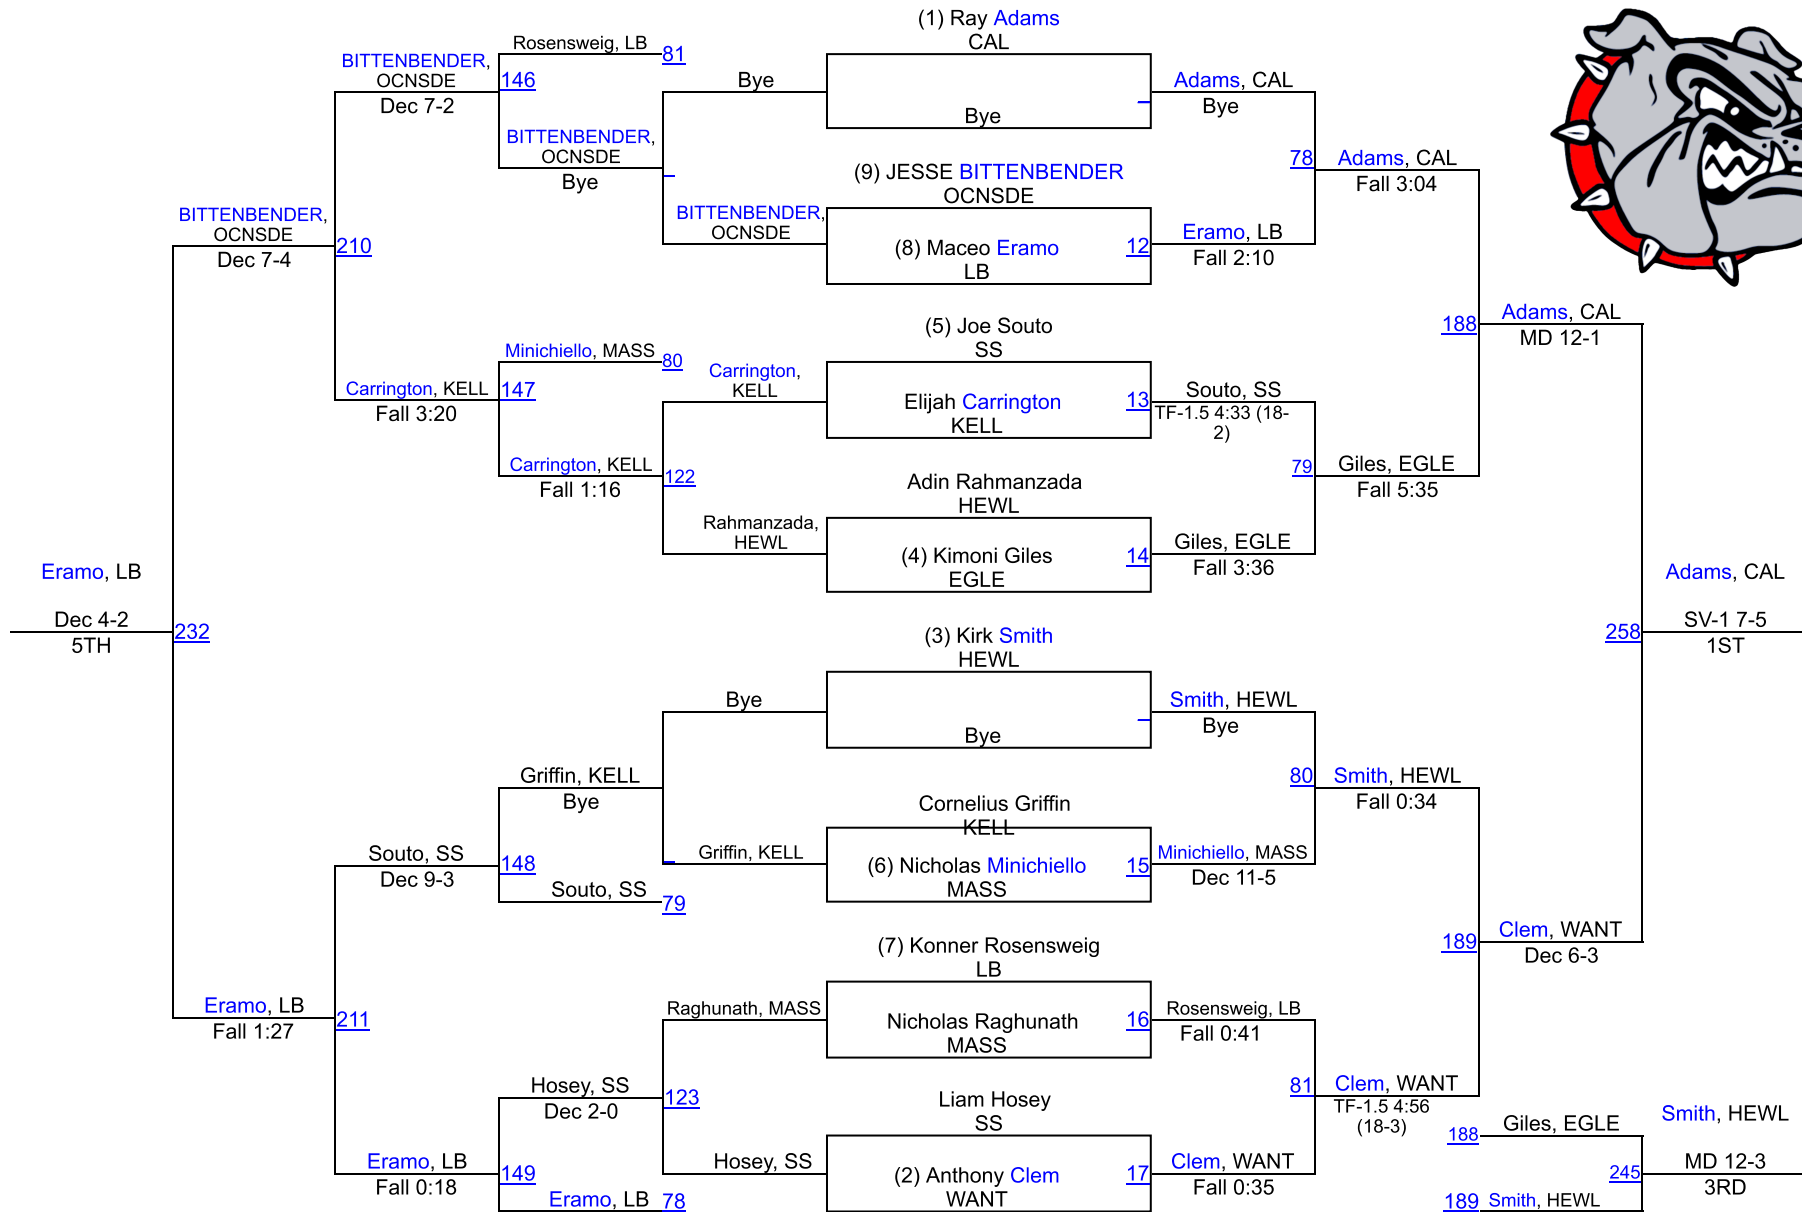 (1) Ray Adams
CAL
Rosensweig, LB
81
BITTENBENDER,
OCNSDE
146
Dec 7-2
Bye
Adams, CAL
Bye
Bye
BITTENBENDER,
OCNSDE
Bye
78
Adams, CAL
Fall 3:04
(9) JESSE BITTENBENDER
OCNSDE
BITTENBENDER,
OCNSDE
Dec 7-4
210
BITTENBENDER,
OCNSDE
(8) Maceo Eramo
LB
12
Eramo, LB
Fall 2:10
(5) Joe Souto
SS
188
Adams, CAL
MD 12-1
Minichiello, MASS
80
Carrington, KELL
147
Fall 3:20
Carrington,
KELL
Elijah Carrington
KELL
13
Souto, SS
TF-1.5 4:33 (18-
2)
Carrington, KELL
122
Fall 1:16
79
Giles, EGLE
Fall 5:35
Adin Rahmanzada
HEWL
Rahmanzada,
HEWL
(4) Kimoni Giles
EGLE
14
Giles, EGLE
Fall 3:36
Eramo, LB
Dec 4-2
5TH
232
Adams, CAL
258
SV-1 7-5
1ST
(3) Kirk Smith
HEWL
Bye
Smith, HEWL
Bye
Bye
Griffin, KELL
Bye
80
Smith, HEWL
Fall 0:34
Cornelius Griffin
KELL
Souto, SS
148
Dec 9-3
Griffin, KELL
(6) Nicholas Minichiello
MASS
15
Minichiello, MASS
Dec 11-5
Souto, SS
79
189
Clem, WANT
Dec 6-3
(7) Konner Rosensweig
LB
Eramo, LB
211
Fall 1:27
Raghunath, MASS
Nicholas Raghunath
MASS
16
Rosensweig, LB
Fall 0:41
Hosey, SS
123
Dec 2-0
81
Clem, WANT
TF-1.5 4:56
(18-3)
Liam Hosey
SS
188
Giles, EGLE
Smith, HEWL
Eramo, LB
149
Fall 0:18
Hosey, SS
(2) Anthony Clem
WANT
17
Clem, WANT
Fall 0:35
245
MD 12-3
3RD
Eramo, LB
78
189
Smith, HEWL